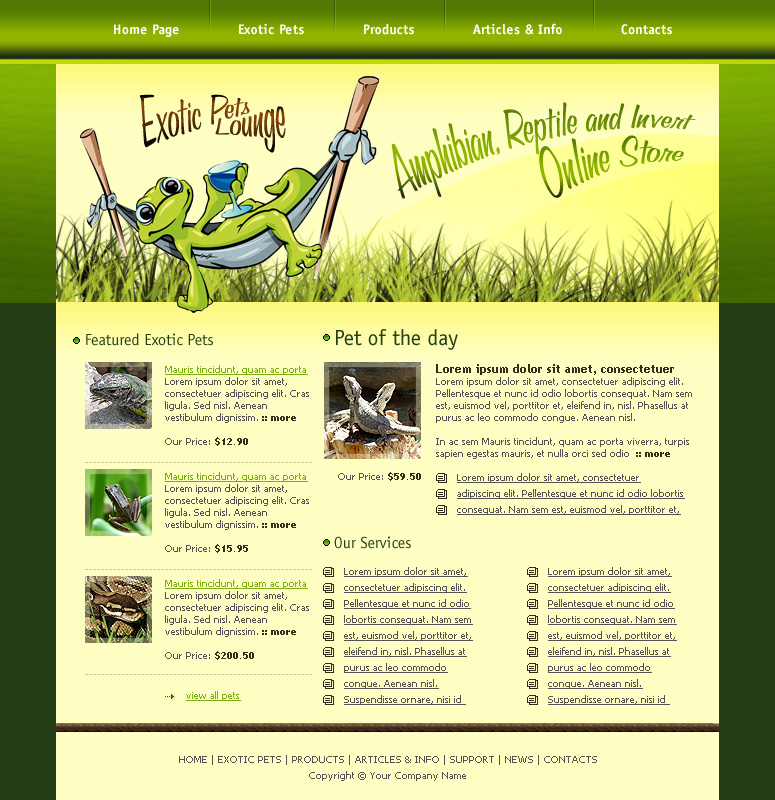 Home Page
Exotic Pets
Products
Articles & Info
Contacts
Exotic Pets
Lounge
Amphibian, Reptile and Invert
Online Store
Featured Exotic Pets
Mauris tincidunt, quam ac porta
Lorem ipsum dolor sit amet,
consectetuer adipiscing elit. Cras
ligula. Sed nisl. Aenean
vestibulum dignissim. :: more
Our Price: $12.90
Mauris tincidunt, quam ac porta
Lorem ipsum dolor sit amet,
consectetuer adipiscing elit. Cras
ligula. Sed nisl. Aenean
vestibulum dignissim. :: more
Our Price: $15.95
Mauris tincidunt, quam ac porta
Lorem ipsum dolor sit amet,
consectetuer adipiscing elit. Cras
ligula. Sed nisl. Aenean
vestibulum dignissim. :: more
Our Price: $200.50
view all pets
Pet of the day
Lorem ipsum dolor sit amet, consectetuer
Lorem ipsum dolor sit amet, consectetuer adipiscing elit.
Pellentesque et nunc id odio lobortis consequat. Nam sem
est, euismod vel, porttitor et, eleifend in, nisl. Phasellus at
purus ac leo commodo congue. Aenean nisl.
In ac sem Mauris tincidunt, quam ac porta viverra, turpis
sapien egestas mauris, et nulla orci sed odio :: more
Our Price: $59.50
Lorem ipsum dolor sit amet, consectetuer
adipiscing elit. Pellentesque et nunc id odio lobortis
consequat. Nam sem est, euismod vel, porttitor et,
Our Services
Lorem ipsum dolor sit amet,
consectetuer adipiscing elit.
Pellentesque et nunc id odio
lobortis consequat. Nam sem
est, euismod vel, porttitor et,
eleifend in, nisl. Phasellus at
purus ac leo commodo
congue. Aenean nisl.
Suspendisse ornare, nisi id
Lorem ipsum dolor sit amet,
consectetuer adipiscing elit.
Pellentesque et nunc id odio
lobortis consequat. Nam sem
est, euismod vel, porttitor et,
eleifend in, nisl. Phasellus at
purus ac leo commodo
congue. Aenean nisl.
Suspendisse ornare, nisi id
HOME | EXOTIC PETS | PRODUCTS | ARTICLES & INFO | SUPPORT | NEWS | CONTACTS
Copyright © Your Company Name